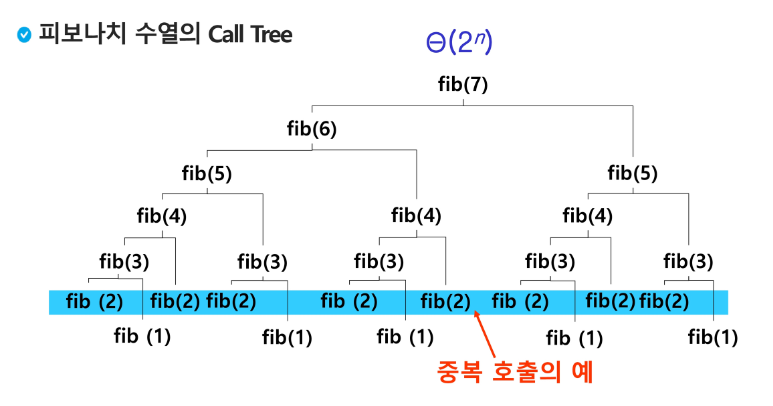 피보나치 수열의 Call Tree
Θ(2ⁿ)
fib(7)
fib(6)
fib(5) fib(5)
fib(4) fib(4) fib(4)
fib(3) fib(3) fib(3) fib(3) fib(3)
fib (2) fib(2) fib(2) fib (2) fib(2) fib (2) fib(2) fib(2)
fib (1) fib(1) fib (1) fib (1) fib(1)
중복 호출의 예